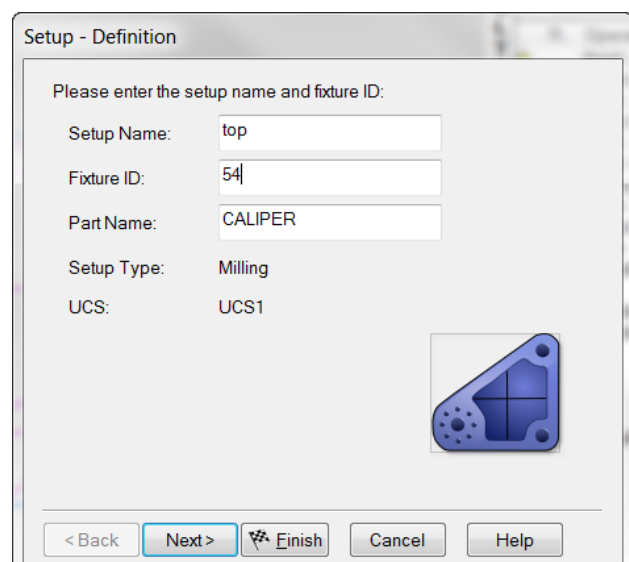 Setup - Definition
Please enter the setup name and fixture ID:
Setup Name: top
Fixture ID: 54
Part Name: CALIPER
Setup Type: Milling
UCS: UCS1
< Back Next > Finish Cancel Help